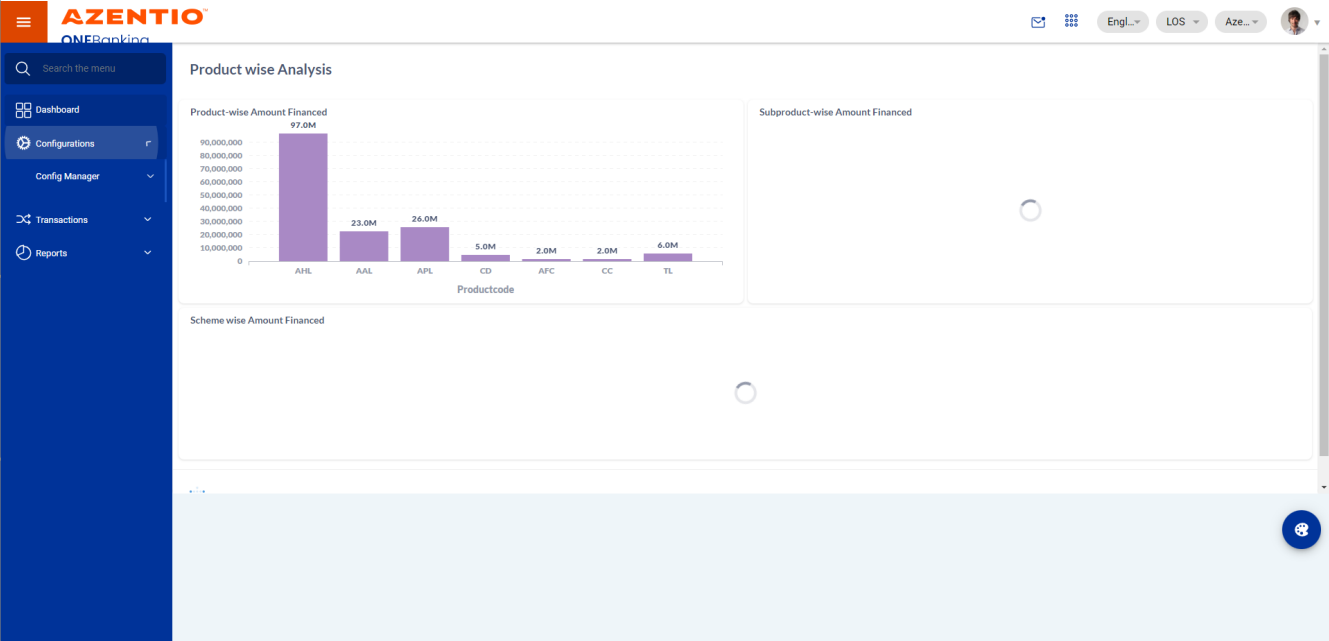 AZENTIO™
ONEBanking
Engl...
LOS
Aze...
Search the menu
Dashboard
Configurations
Config Manager
Transactions
Reports
Product wise Analysis
Product-wise Amount Financed
97.0M
90,000,000
80,000,000
70,000,000
60,000,000
50,000,000
40,000,000
30,000,000
20,000,000
10,000,000
0
23.0M
26.0M
5.0M
2.0M
2.0M
6.0M
AHL AAL APL CD AFC CC TL
Productcode
Subproduct-wise Amount Financed
Scheme wise Amount Financed